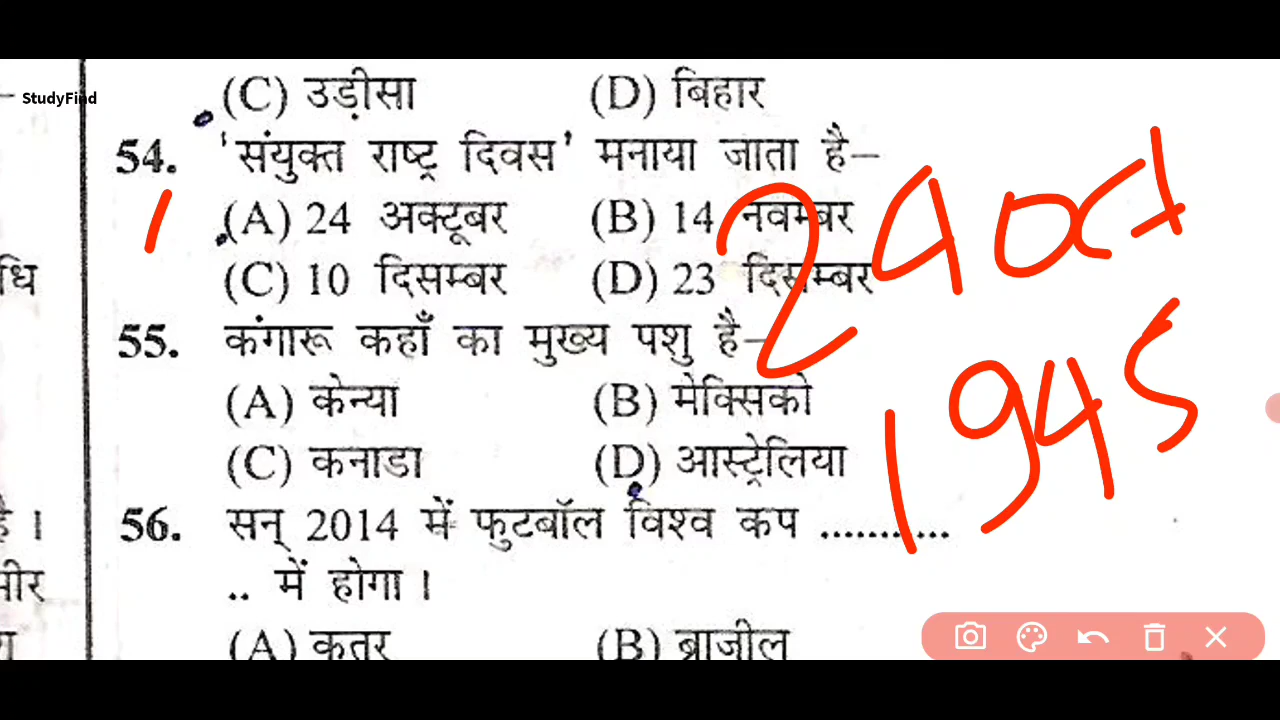 StudyFind
(C) उड़ीसा (D) बिहार
54. 'संयुक्त राष्ट्र दिवस' मनाया जाता है–
(A) 24 अक्टूबर (B) 14 नवम्बर
(C) 10 दिसम्बर (D) 23 दिसम्बर
धि
24 oct
1945
55. कंगारू कहाँ का मुख्य पशु है–
(A) केन्या (B) मेक्सिको
(C) कनाडा (D) आस्ट्रेलिया
है ।
56. सन् 2014 में फुटबॉल विश्व कप ...........
.. में होगा ।
(A) कतर (B) ब्राजील